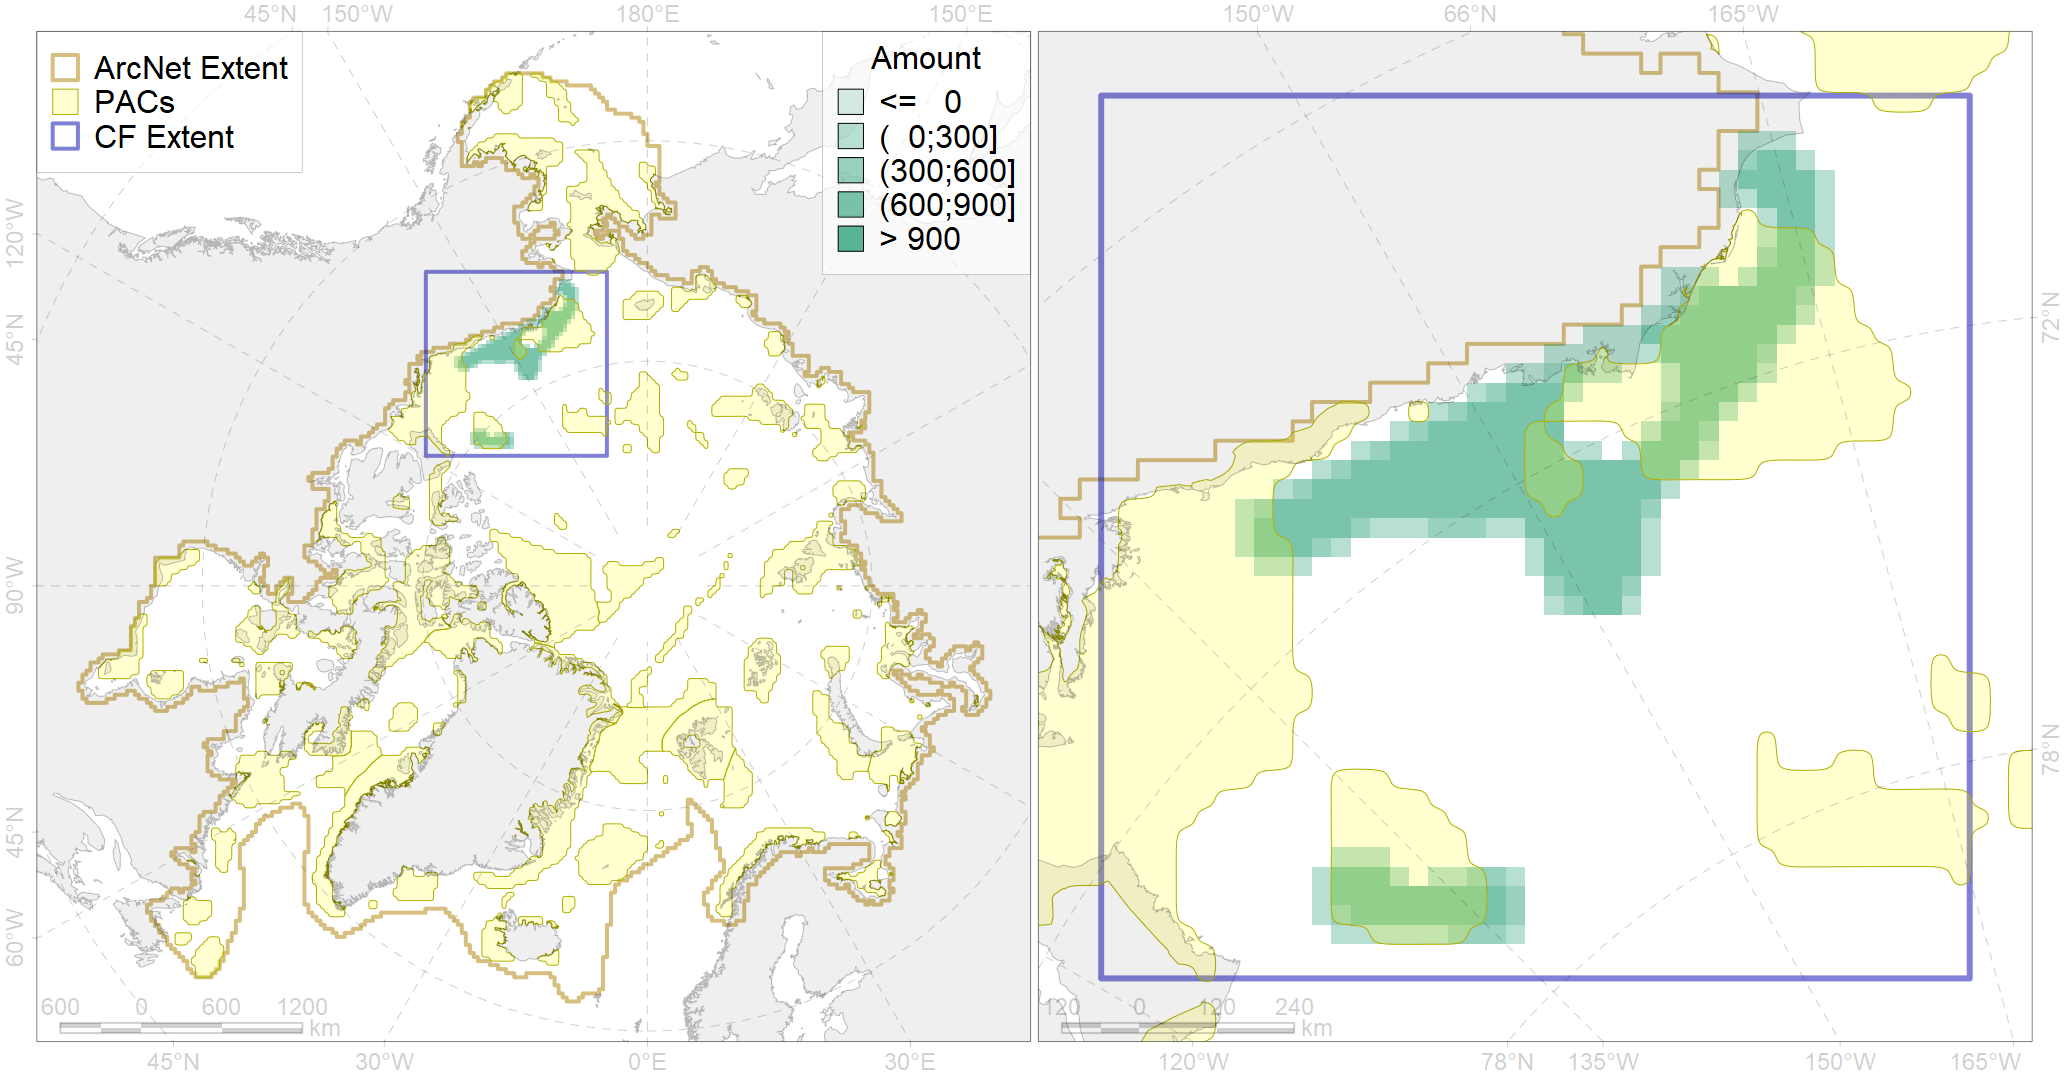 45°N 150°W 180°E 150°E 150°W 66°N 165°W
ArcNet Extent
PACs
CF Extent
Amount
<= 0
( 0;300]
(300;600]
(600;900]
> 900
120°W
45°N
90°W
45°N
60°W
72°N
78°N
600 0 600 1200
km
120 0 120 240
km
45°N 30°W 0°E 30°E 120°W 78°N 135°W 150°W 165°W